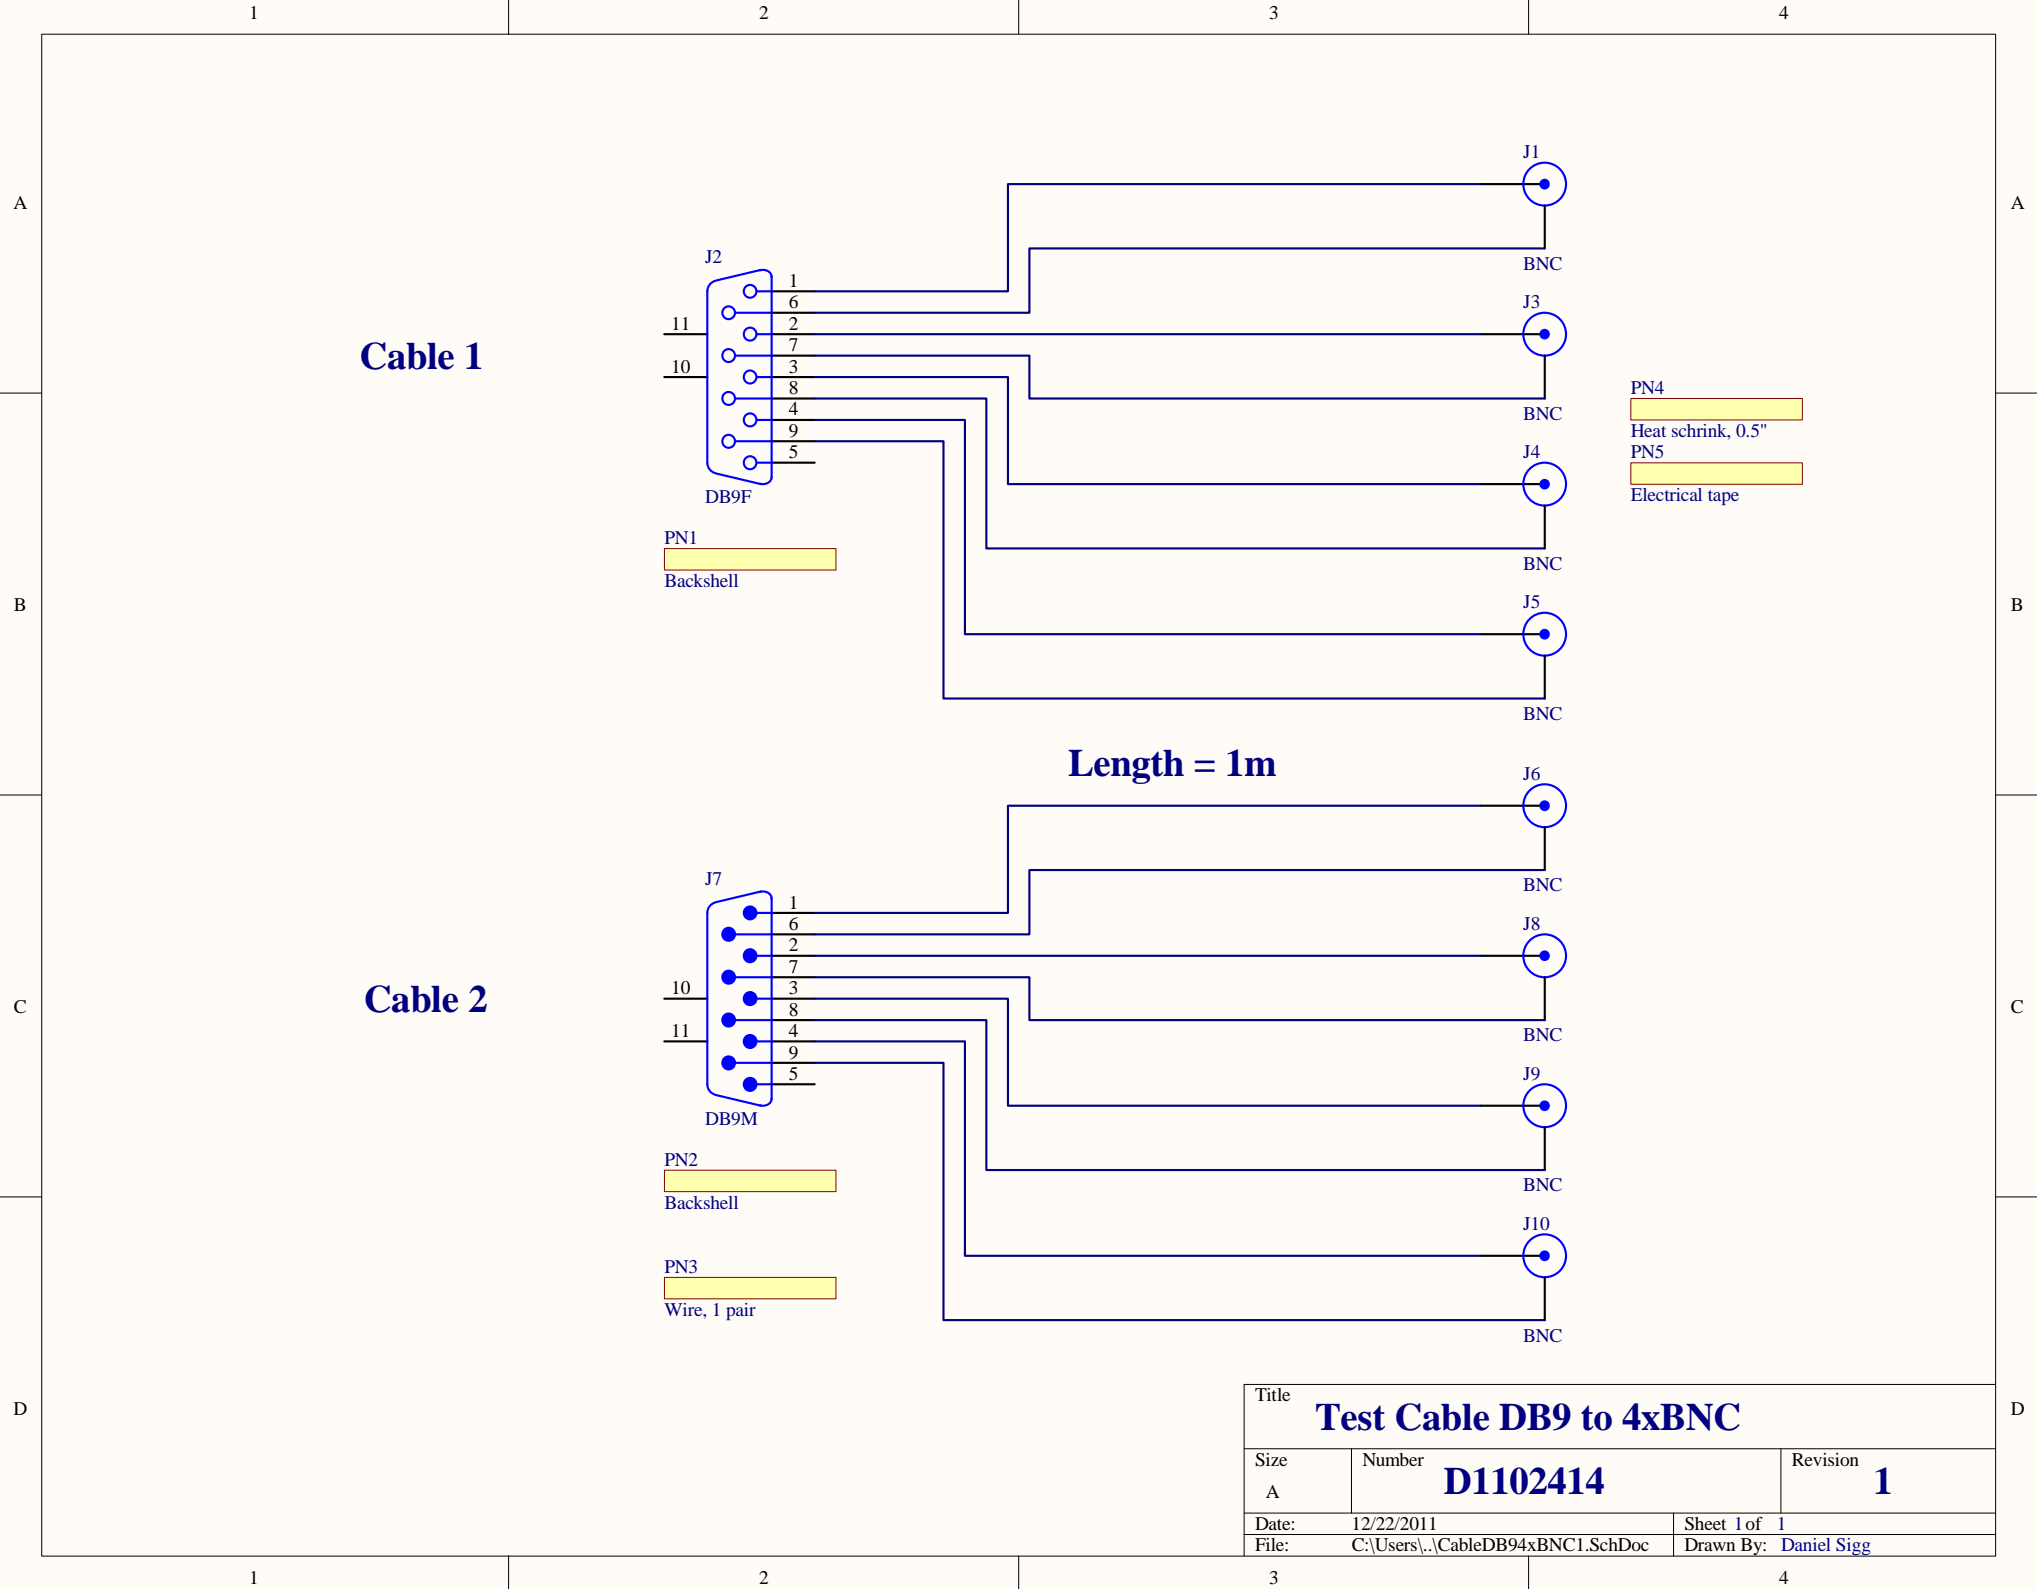 1 2 3 4
A A
J1
BNC
J2
1
6
2
7
3
8
4
9
5
11
10
DB9F
Cable 1
J3
BNC
PN4
Heat schrink, 0.5"
PN5
Electrical tape
J4
BNC
PN1
Backshell
B B
J5
BNC
Length = 1m
J6
BNC
J7
1
6
2
7
3
8
4
9
5
10
11
DB9M
Cable 2
J8
BNC
C C
J9
BNC
PN2
Backshell
J10
BNC
PN3
Wire, 1 pair
D D
Title
Test Cable DB9 to 4xBNC
Size
A
Number
D1102414
Revision
1
Date: 12/22/2011 Sheet 1 of 1
File: C:\Users\..\CableDB94xBNC1.SchDoc Drawn By: Daniel Sigg
1 2 3 4